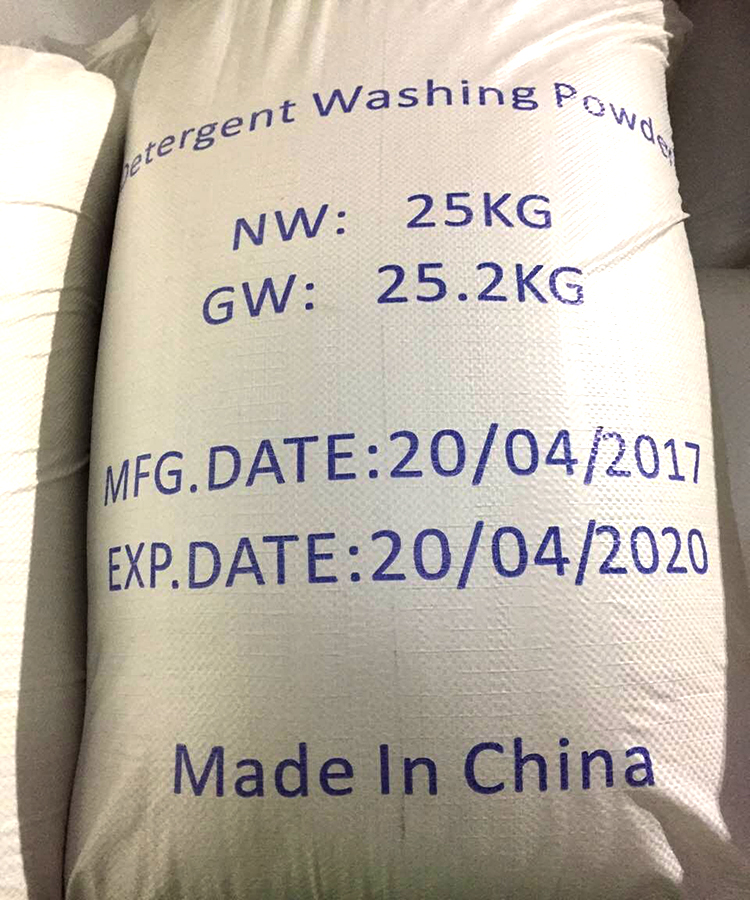 Detergent Washing Powder
NW: 25KG
GW: 25.2KG
MFG.DATE:20/04/2017
EXP.DATE:20/04/2020
Made In China